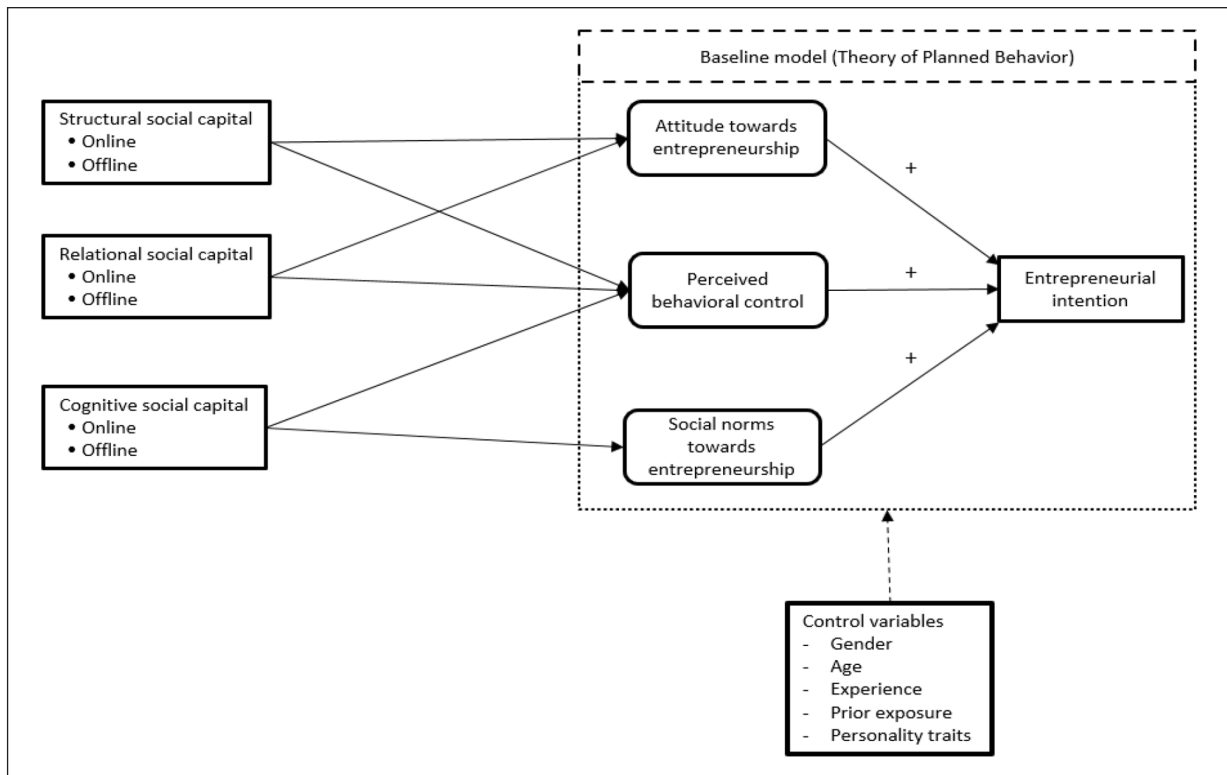 Baseline model (Theory of Planned Behavior)
Structural social capital
• Online
• Offline
Attitude towards
entrepreneurship
+
Relational social capital
• Online
• Offline
Perceived
behavioral control
+
Entrepreneurial
intention
Cognitive social capital
• Online
• Offline
Social norms
towards
entrepreneurship
+
Control variables
- Gender
- Age
- Experience
- Prior exposure
- Personality traits